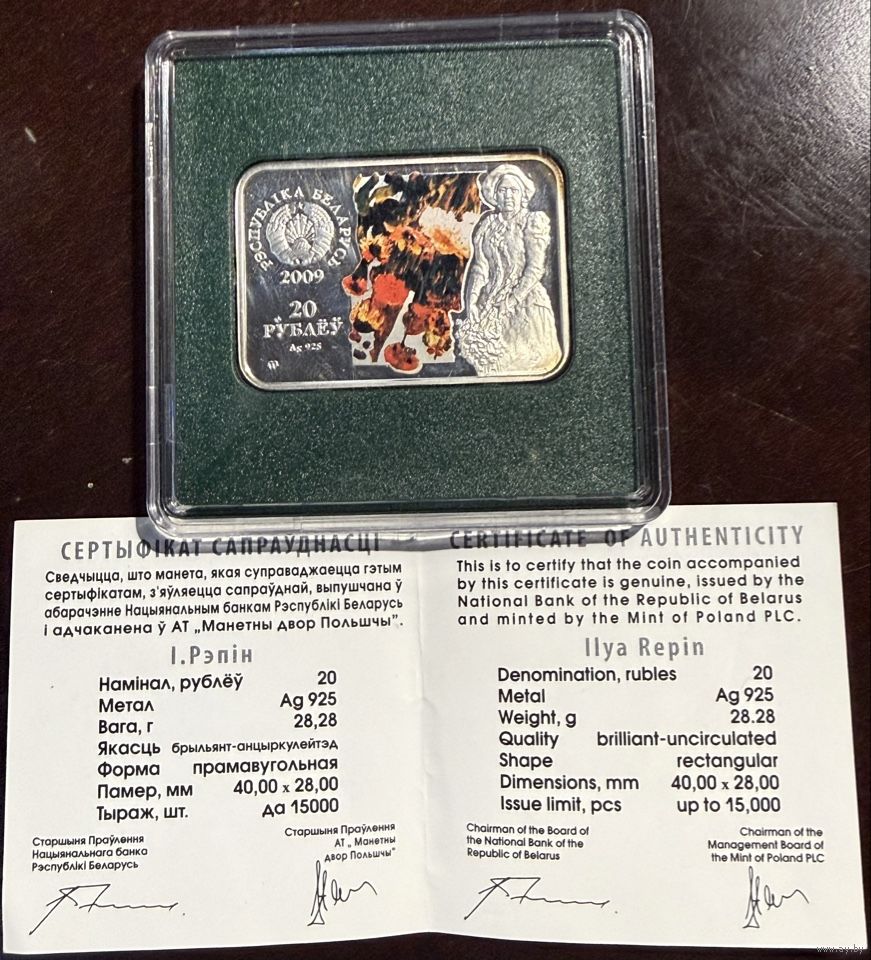 РЭСПУБЛІКА БЕЛАРУСЬ
2009
20
РУБЛЁЎ
Ag 925
СЕРТЫФІКАТ САПРАЎДНАСЦІ
Сведчыцца, што манета, якая суправаджаецца гэтым
сертыфікатам, з'яўляецца сапраўднай, выпушчана ў
абарачэнне Нацыянальным банкам Рэспублікі Беларусь
і адчаканена ў АТ „Манетны двор Польшчы”.
І.Рэпін
Намінал, рублёў 20
Метал Ag 925
Вага, г 28,28
Якасць брыльянт-анцыркулейтэд
Форма прамавугольная
Памер, мм 40,00 x 28,00
Тыраж, шт. да 15000
Старшыня Праўлення
Нацыянальнага банка
Рэспублікі Беларусь
Старшыня Праўлення
АТ „ Манетны
двор Польшчы”
CERTIFICATE OF AUTHENTICITY
This is to certify that the coin accompanied
by this certificate is genuine, issued by the
National Bank of the Republic of Belarus
and minted by the Mint of Poland PLC.
Ilya Repin
Denomination, rubles 20
Metal Ag 925
Weight, g 28.28
Quality brilliant-uncirculated
Shape rectangular
Dimensions, mm 40,00 x 28,00
Issue limit, pcs up to 15,000
Chairman of the Board of
the National Bank of the
Republic of Belarus
Chairman of the
Management Board of
the Mint of Poland PLC
www.ay.by